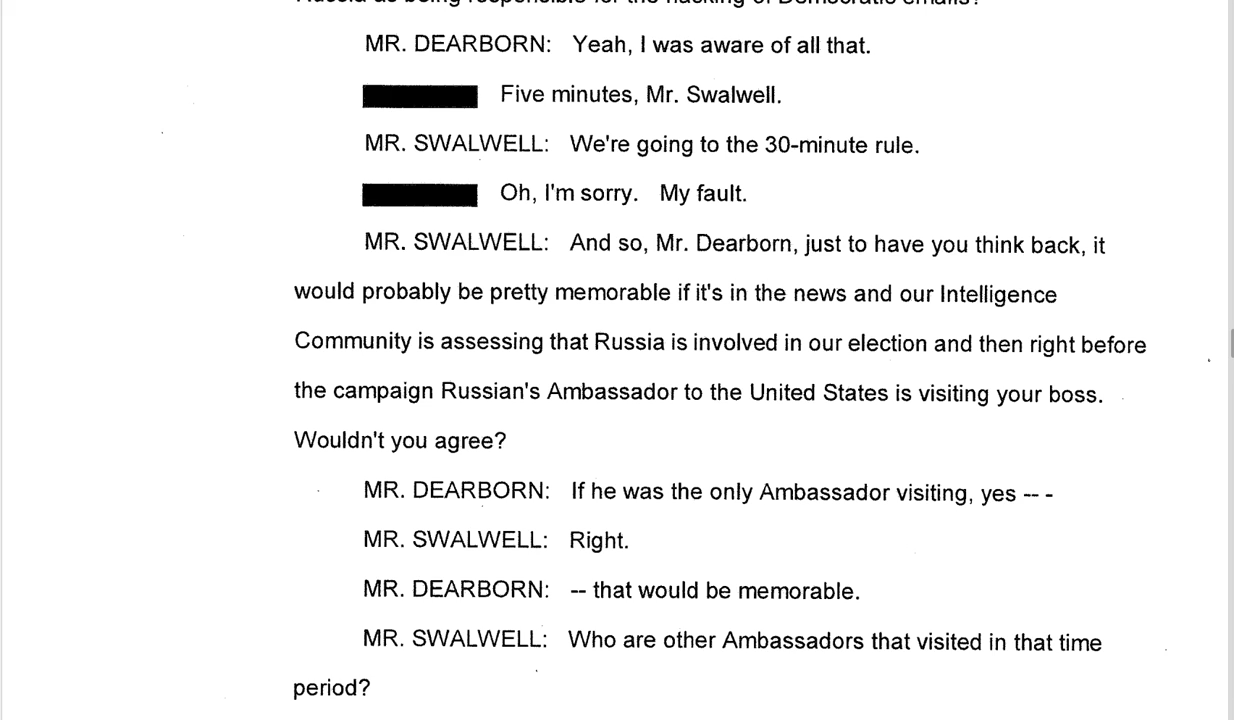 MR. DEARBORN: Yeah, I was aware of all that.
Five minutes, Mr. Swalwell.
MR. SWALWELL: We're going to the 30-minute rule.
Oh, I'm sorry. My fault.
MR. SWALWELL: And so, Mr. Dearborn, just to have you think back, it
would probably be pretty memorable if it's in the news and our Intelligence
Community is assessing that Russia is involved in our election and then right before
the campaign Russian's Ambassador to the United States is visiting your boss.
Wouldn't you agree?
MR. DEARBORN: If he was the only Ambassador visiting, yes -- -
MR. SWALWELL: Right.
MR. DEARBORN: -- that would be memorable.
MR. SWALWELL: Who are other Ambassadors that visited in that time
period?